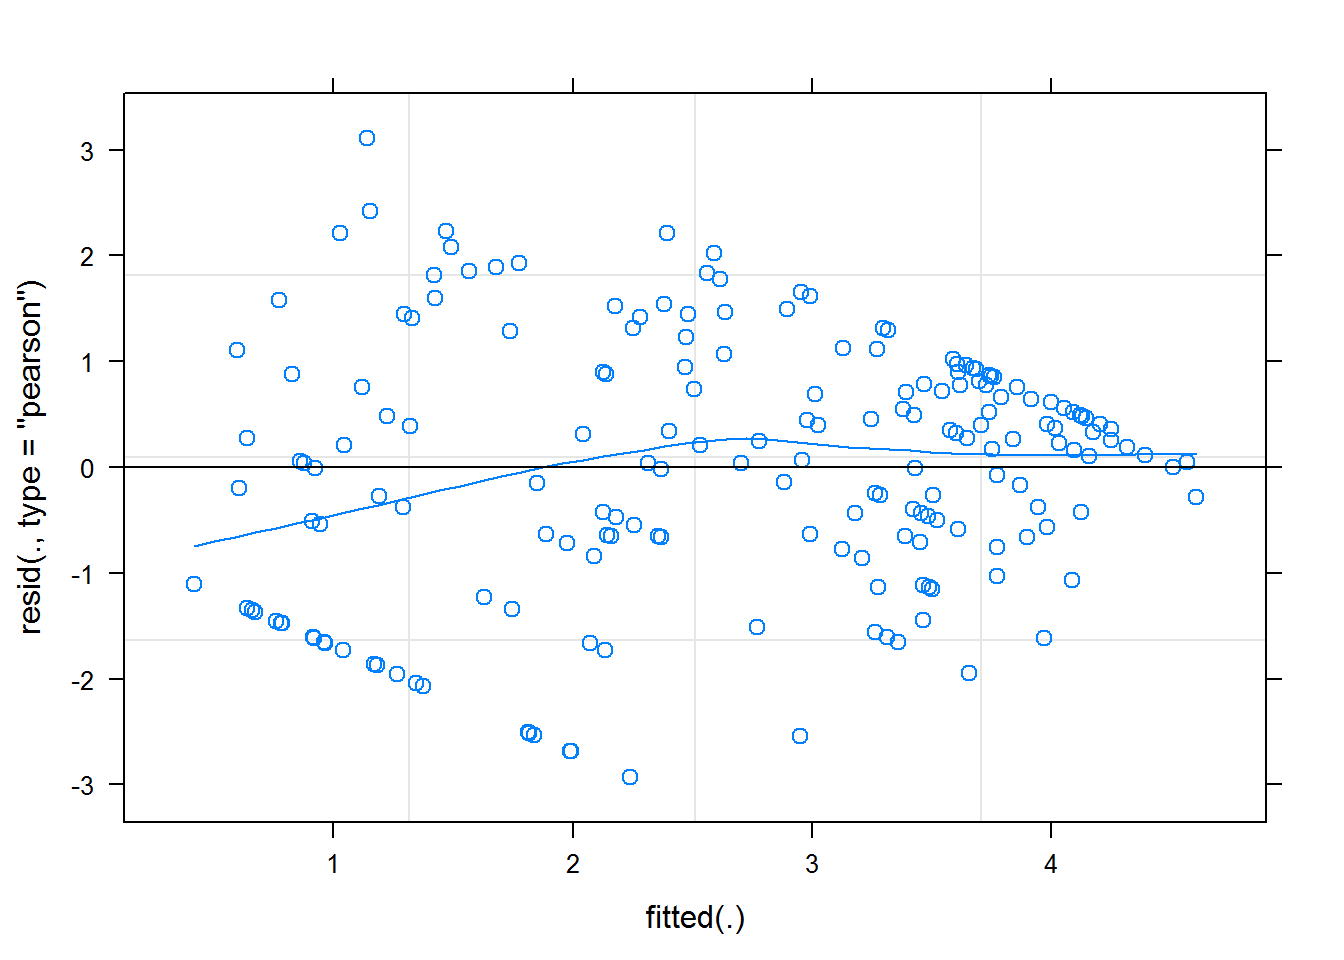 resid(., type = "pearson")
3
2
1
0
-1
-2
-3
1 2 3 4
fitted(.)